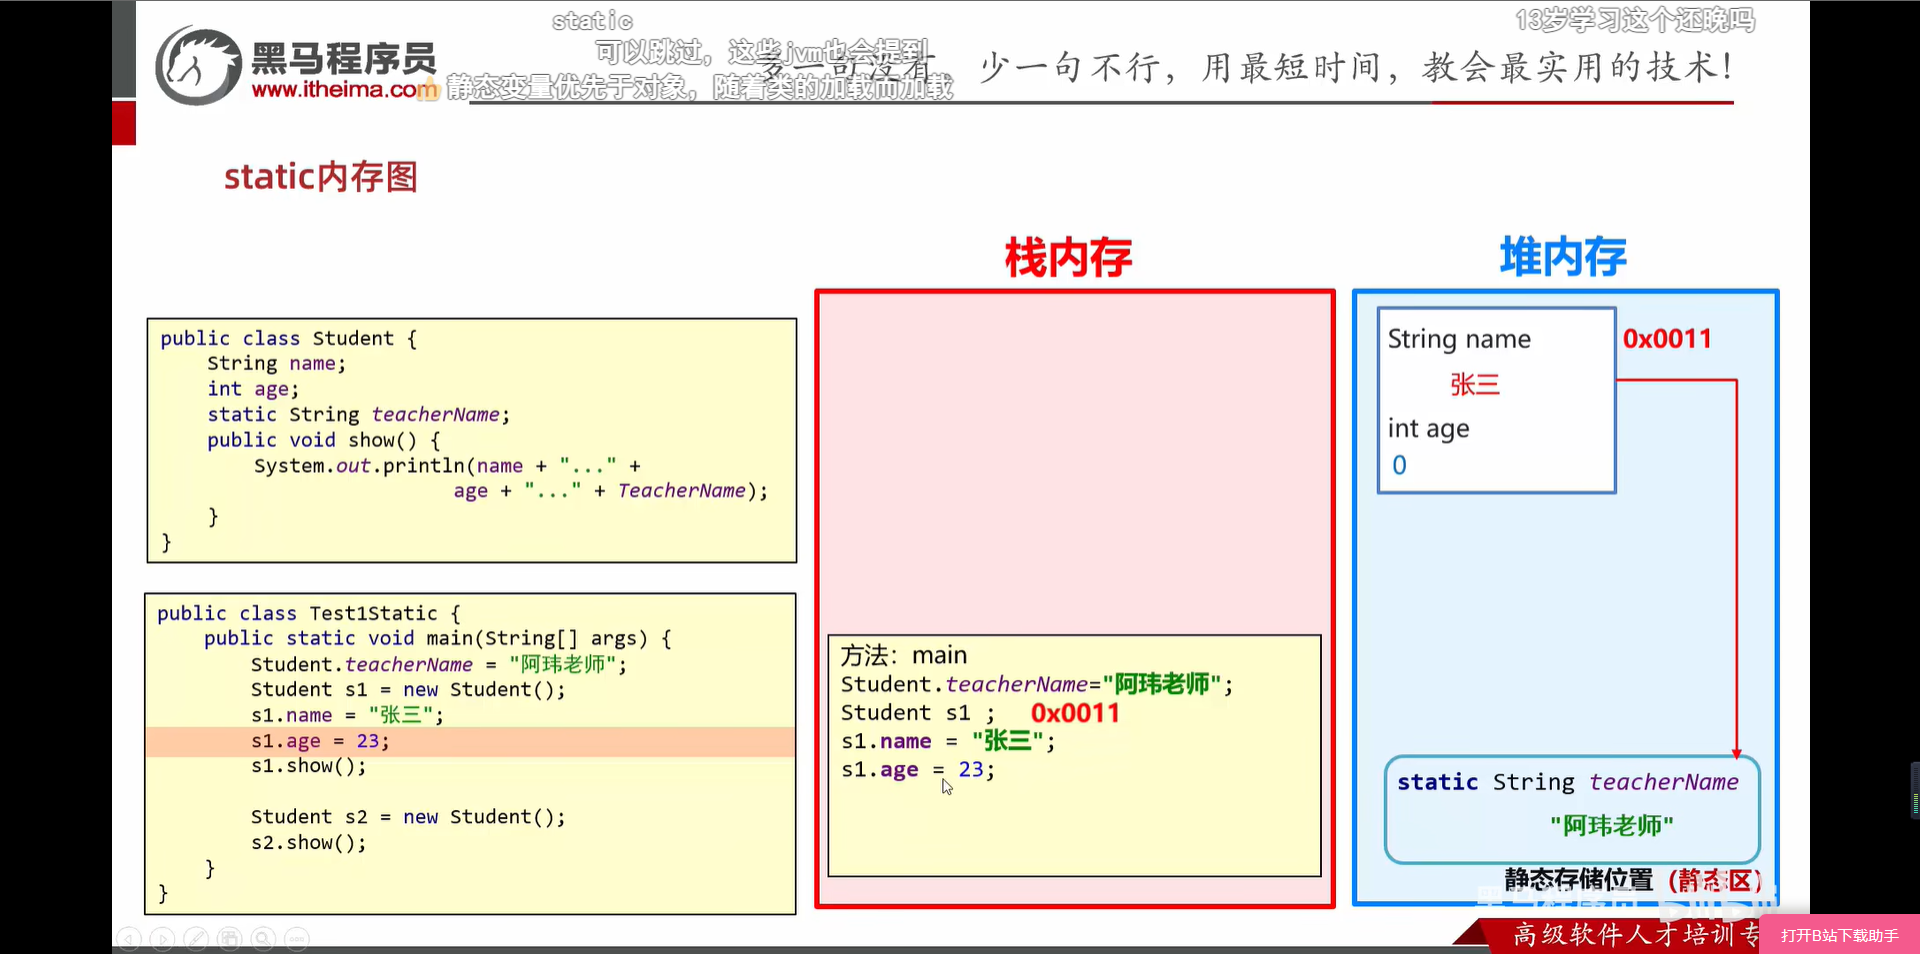 static
13岁学习这个还晚吗
可以跳过，这些jvm也会提到
静态变量优先于对象，随着类的加载而加载
黑马程序员
www.itheima.com
少一句不行，用最短时间，教会最实用的技术！
static内存图
栈内存
堆内存
public class Student {
String name;
int age;
static String teacherName;
public void show() {
System.out.println(name + "..." +
age + "..." + TeacherName);
}
}
public class Test1Static {
public static void main(String[] args) {
Student.teacherName = "阿玮老师";
Student s1 = new Student();
s1.name = "张三";
s1.age = 23;
s1.show();
Student s2 = new Student();
s2.show();
}
}
方法：main
Student.teacherName="阿玮老师";
Student s1 ; 0x0011
s1.name = "张三";
s1.age = 23;
String name
0x0011
张三
int age
0
static String teacherName
"阿玮老师"
静态存储位置（静态区）
高级软件人才培训专
打开B站下载助手